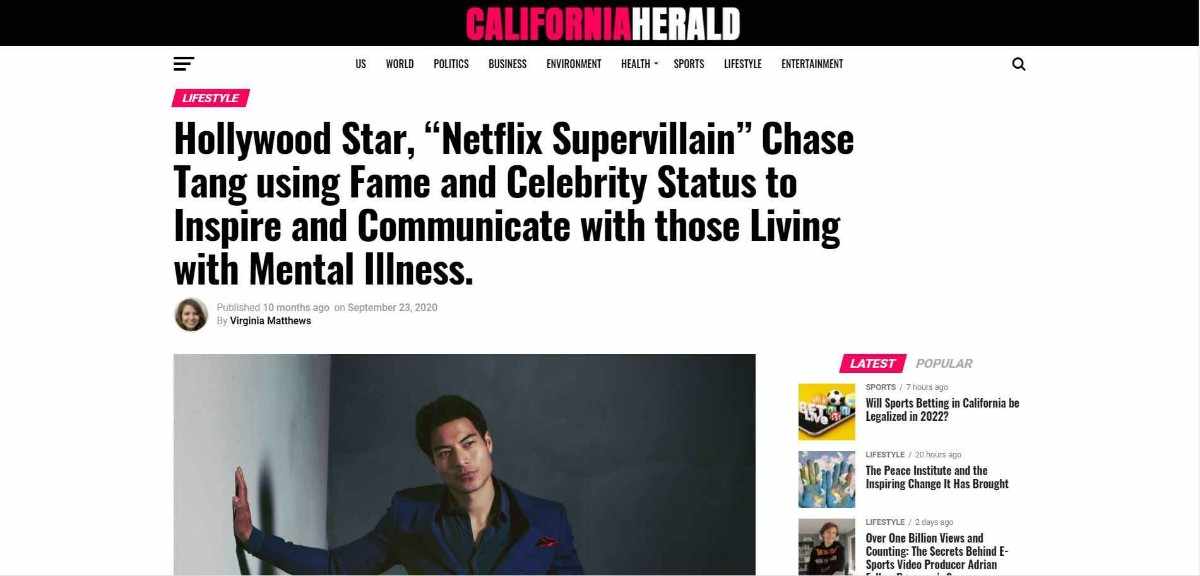 CALIFORNIAHERALD
US WORLD POLITICS BUSINESS ENVIRONMENT HEALTH SPORTS LIFESTYLE ENTERTAINMENT
LIFESTYLE
Hollywood Star, “Netflix Supervillain” Chase
Tang using Fame and Celebrity Status to
Inspire and Communicate with those Living
with Mental Illness.
Published 10 months ago on September 23, 2020
By Virginia Matthews
LATEST POPULAR
SPORTS / 7 hours ago
Will Sports Betting in California be
Legalized in 2022?
BET
LIVE
LIFESTYLE / 20 hours ago
The Peace Institute and the
Inspiring Change It Has Brought
LIFESTYLE / 2 days ago
Over One Billion Views and
Counting: The Secrets Behind E-
Sports Video Producer Adrian